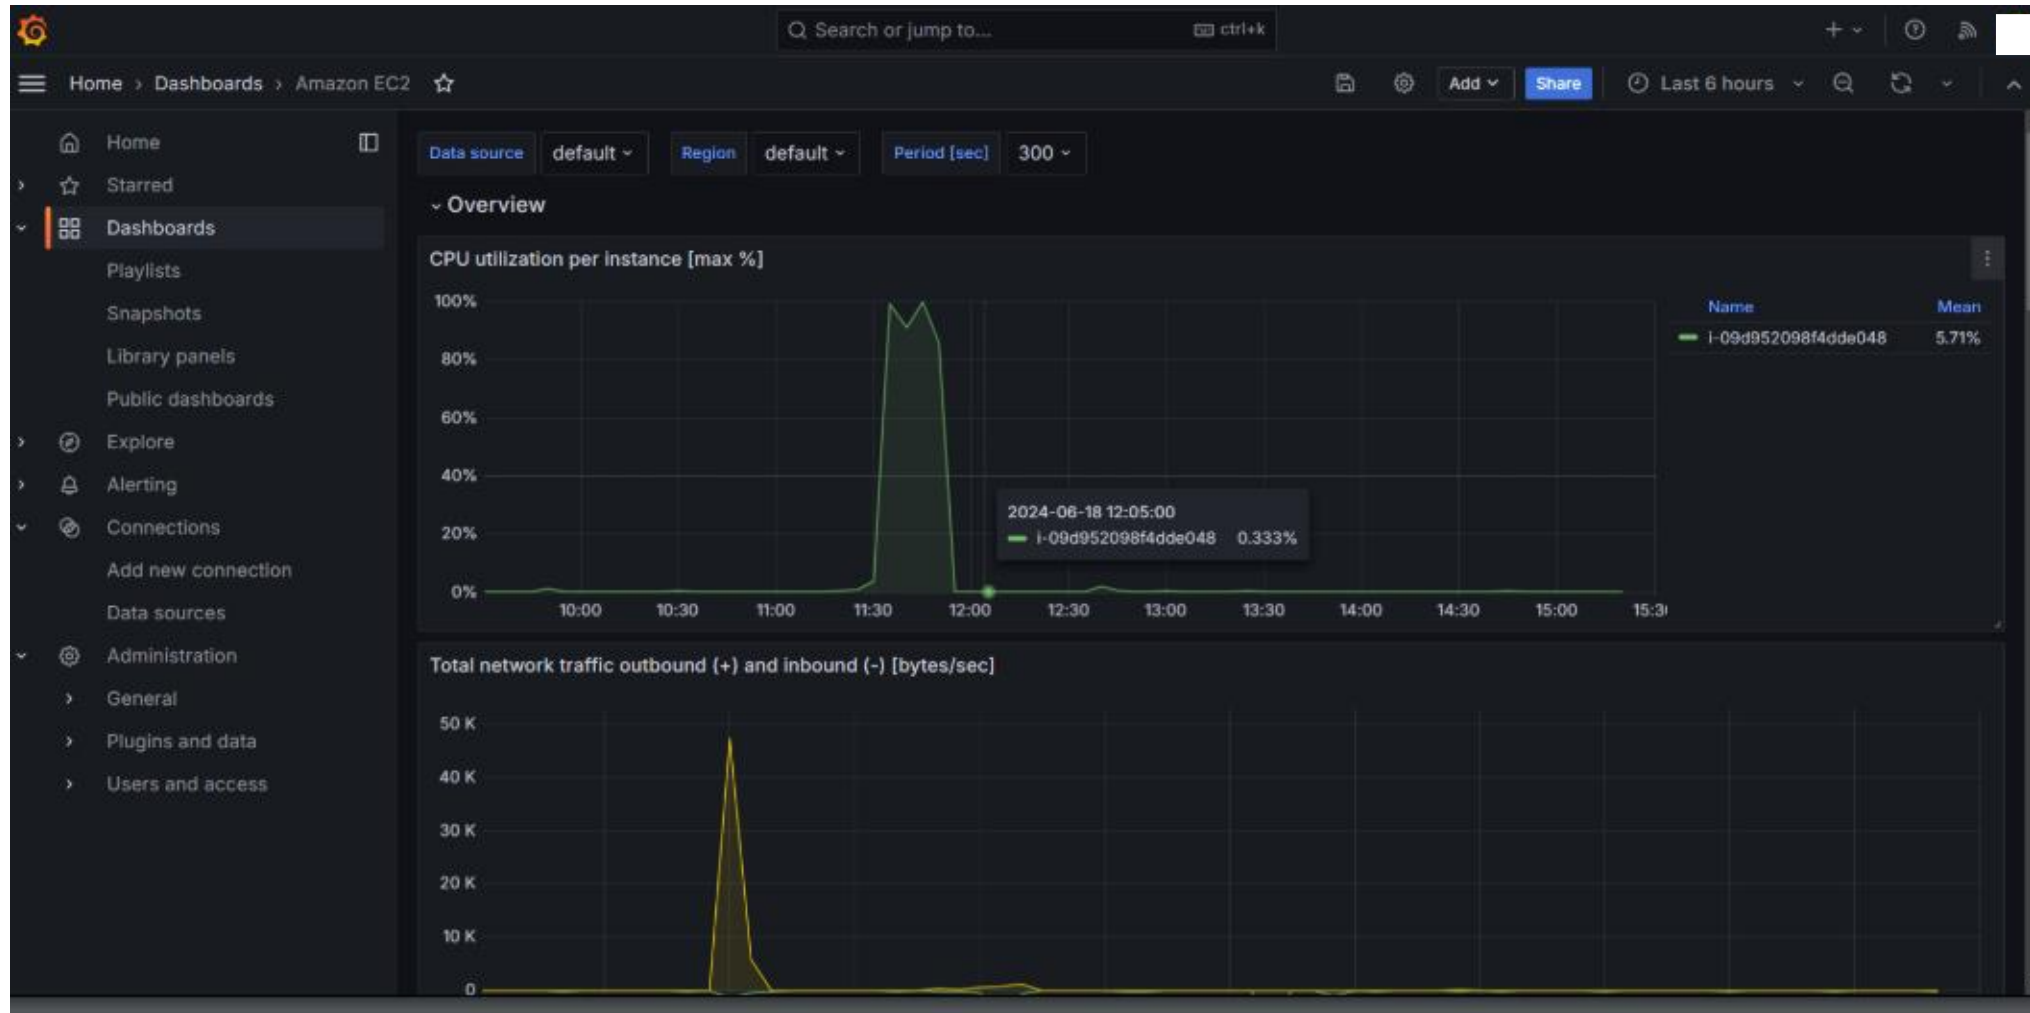 Search or jump to... ctrl+k
Home › Dashboards › Amazon EC2
Add
Share
Last 6 hours
Home
Starred
Dashboards
Playlists
Snapshots
Library panels
Public dashboards
Explore
Alerting
Connections
Add new connection
Data sources
Administration
General
Plugins and data
Users and access
Data source default Region default Period [sec] 300
Overview
CPU utilization per instance [max %]
100%
80%
60%
40%
20%
0%
10:00 10:30 11:00 11:30 12:00 12:30 13:00 13:30 14:00 14:30 15:00 15:3
Name Mean
i-09d952098f4dde048 5.71%
2024-06-18 12:05:00
i-09d952098f4dde048 0.333%
Total network traffic outbound (+) and inbound (-) [bytes/sec]
50 K
40 K
30 K
20 K
10 K
0